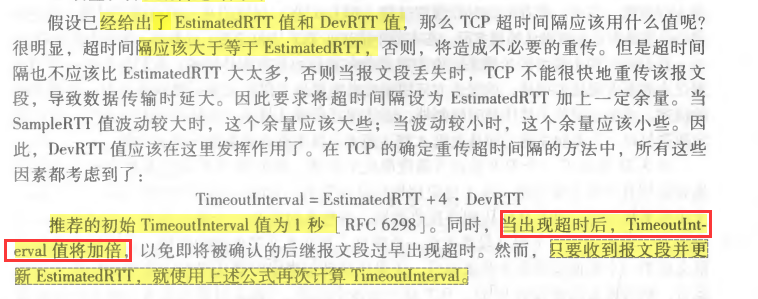 假设已经给出了 EstimatedRTT 值和 DevRTT 值，那么 TCP 超时间隔应该用什么值呢?
很明显，超时间隔应该大于等于 EstimatedRTT，否则，将造成不必要的重传。但是超时间
隔也不应该比 EstimatedRTT 大太多，否则当报文段丢失时，TCP 不能很快地重传该报文
段，导致数据传输时延大。因此要求将超时间隔设为 EstimatedRTT 加上一定余量。当
SampleRTT 值波动较大时，这个余量应该大些；当波动较小时，这个余量应该小些。因
此，DevRTT 值应该在这里发挥作用了。在 TCP 的确定重传超时间隔的方法中，所有这些
因素都考虑到了：
TimeoutInterval = EstimatedRTT + 4 · DevRTT
推荐的初始 TimeoutInterval 值为 1 秒 [RFC 6298]。同时，当出现超时后，TimeoutInt-
erval 值将加倍，以免即将被确认的后继报文段过早出现超时。然而，只要收到报文段并更
新 EstimatedRTT，就使用上述公式再次计算 TimeoutInterval。